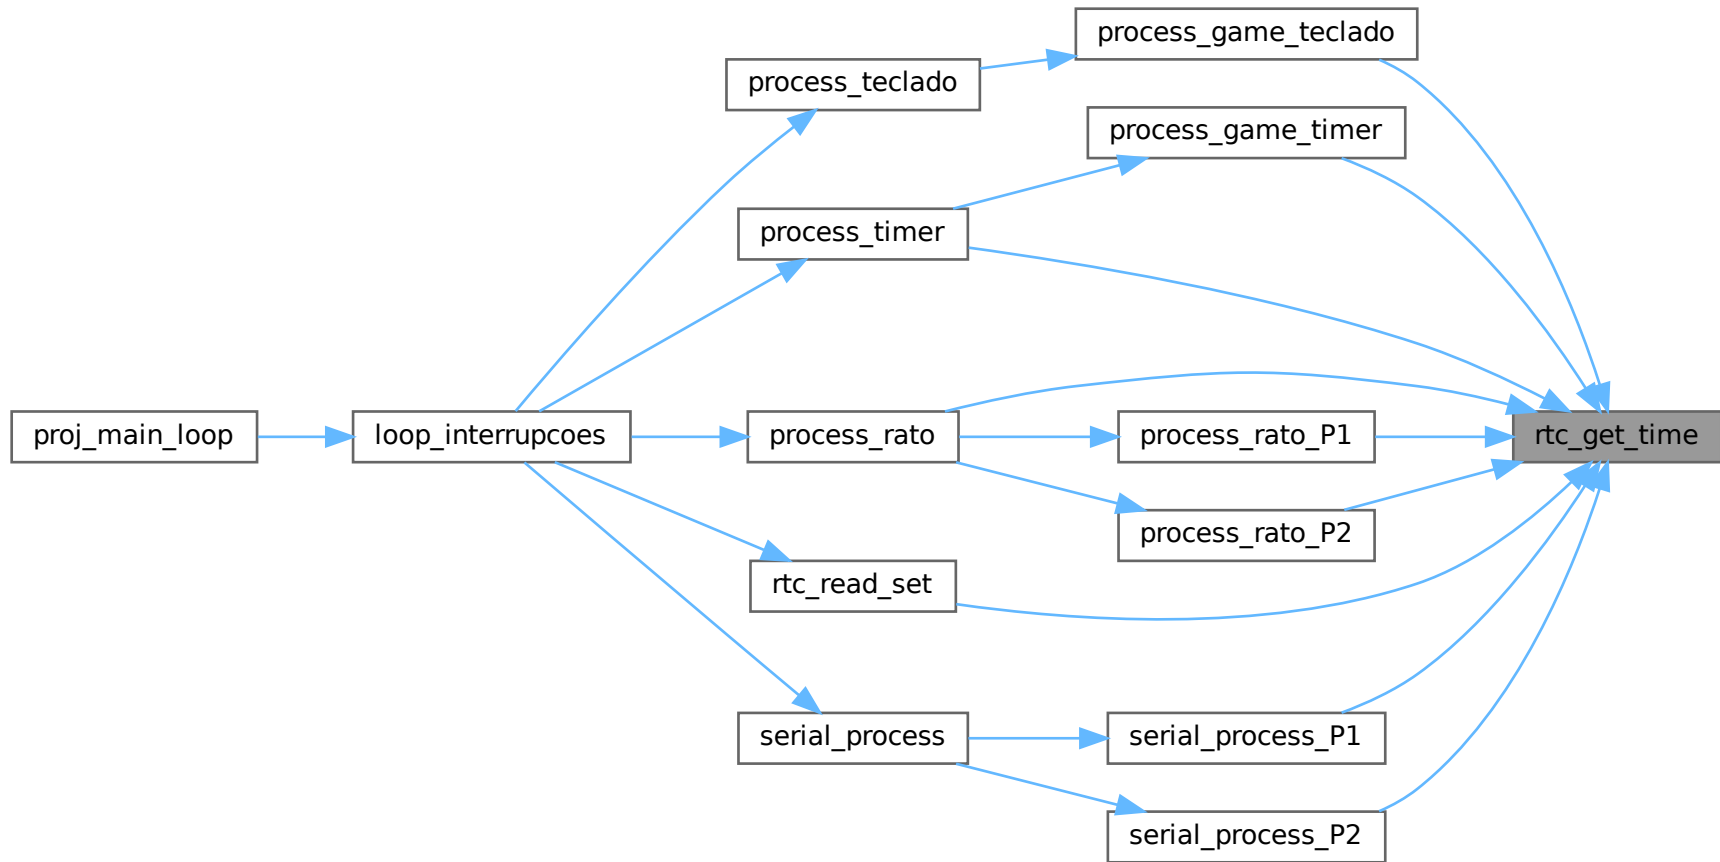 process_game_teclado
process_teclado
process_game_timer
process_timer
proj_main_loop
loop_interrupcoes
process_rato
process_rato_P1
rtc_get_time
process_rato_P2
rtc_read_set
serial_process
serial_process_P1
serial_process_P2